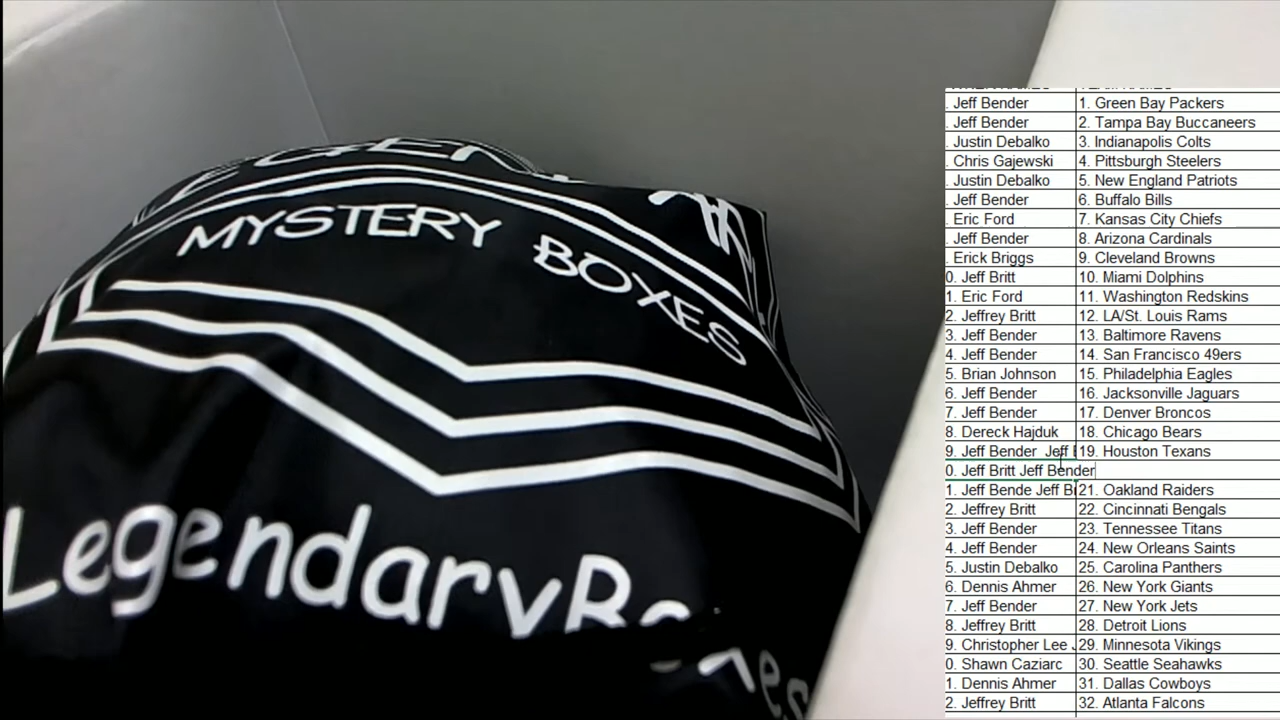 LEGEN
MYSTERY BOXES
LegendaryBoxes
. Jeff Bender 1. Green Bay Packers
. Jeff Bender 2. Tampa Bay Buccaneers
. Justin Debalko 3. Indianapolis Colts
. Chris Gajewski 4. Pittsburgh Steelers
. Justin Debalko 5. New England Patriots
. Jeff Bender 6. Buffalo Bills
. Eric Ford 7. Kansas City Chiefs
. Jeff Bender 8. Arizona Cardinals
. Erick Briggs 9. Cleveland Browns
0. Jeff Britt 10. Miami Dolphins
1. Eric Ford 11. Washington Redskins
2. Jeffrey Britt 12. LA/St. Louis Rams
3. Jeff Bender 13. Baltimore Ravens
4. Jeff Bender 14. San Francisco 49ers
5. Brian Johnson 15. Philadelphia Eagles
6. Jeff Bender 16. Jacksonville Jaguars
7. Jeff Bender 17. Denver Broncos
8. Dereck Hajduk 18. Chicago Bears
9. Jeff Bender Jeff 19. Houston Texans
0. Jeff Britt Jeff Bender
1. Jeff Bende Jeff Br 21. Oakland Raiders
2. Jeffrey Britt 22. Cincinnati Bengals
3. Jeff Bender 23. Tennessee Titans
4. Jeff Bender 24. New Orleans Saints
5. Justin Debalko 25. Carolina Panthers
6. Dennis Ahmer 26. New York Giants
7. Jeff Bender 27. New York Jets
8. Jeffrey Britt 28. Detroit Lions
9. Christopher Lee 29. Minnesota Vikings
0. Shawn Caziarc 30. Seattle Seahawks
1. Dennis Ahmer 31. Dallas Cowboys
2. Jeffrey Britt 32. Atlanta Falcons